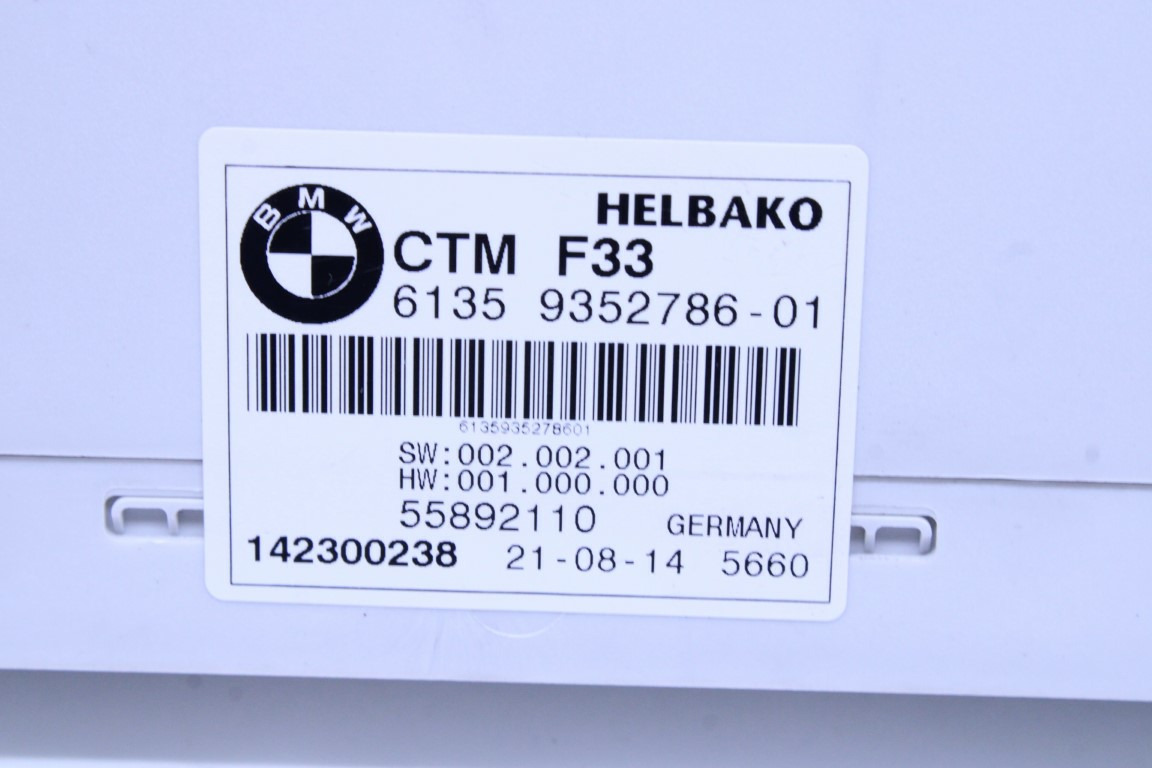 BMW
HELBAKO
CTM F33
6135 9352786-01
6135935278601
SW:002.002.001
HW:001.000.000
55892110 GERMANY
142300238 21-08-14 5660